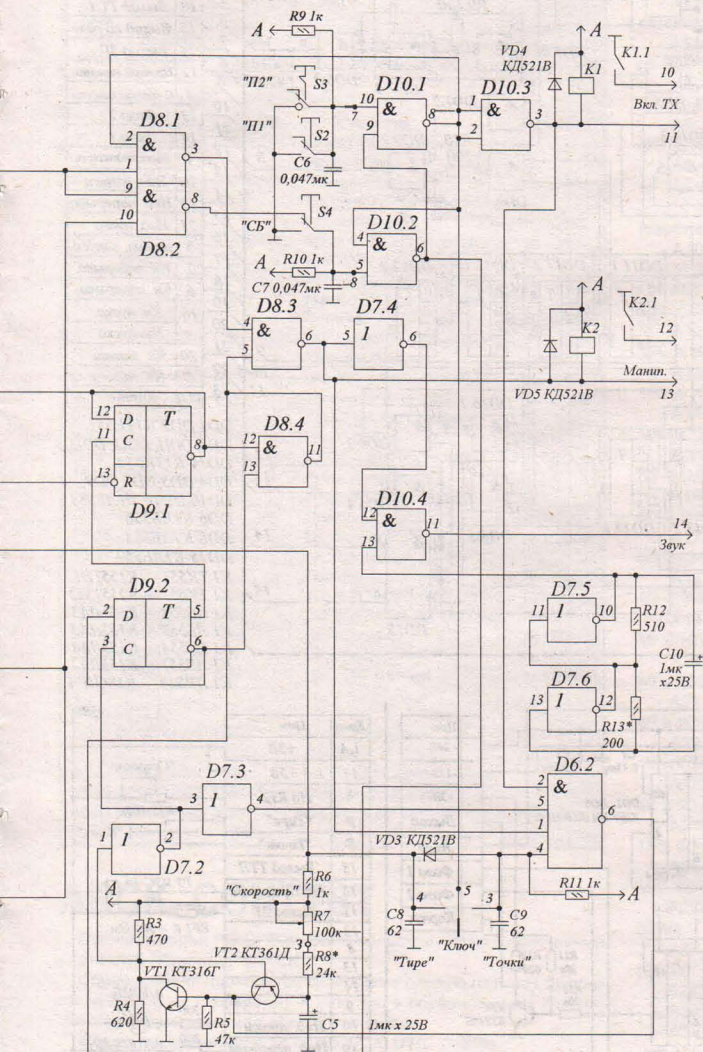 A
R9 1к
"П2"
S3
"П1"
S2
C6
0,047мк
10
7
9
D10.1
&
8
1
2
D10.3
&
3
VD4
КД521В
A
K1
K1.1
10
Вкл. TX
11
D8.1
2
&
3
1
9
&
8
10
D8.2
"СБ"
S4
A
R10 1к
C7 0,047мк
8
D10.2
4
&
5
6
D8.3
4
&
5
6
D7.4
5
1
6
A
K2
K2.1
12
Манип.
13
VD5 КД521В
12
D
T
11
C
8
13
R
D9.1
D8.4
12
&
13
11
D10.4
12
&
13
11
14
Звук
D9.2
2
D
T
5
3
C
6
D7.5
11
1
10
R12
510
C10
1мк
х25В
D7.6
13
1
12
R13*
200
D7.3
3
1
4
D6.2
2
&
5
1
4
6
1
1
2
D7.2
VD3 КД521В
R11 1к
A
A
"Скорость"
R6
1к
R7
100к
3
R8*
24к
R3
470
VT2 КТ361Д
VT1 КТ316Г
R4
620
R5
47к
C5
1мк х 25В
4
C8
62
"Тире"
5
"Ключ"
3
C9
62
"Точки"